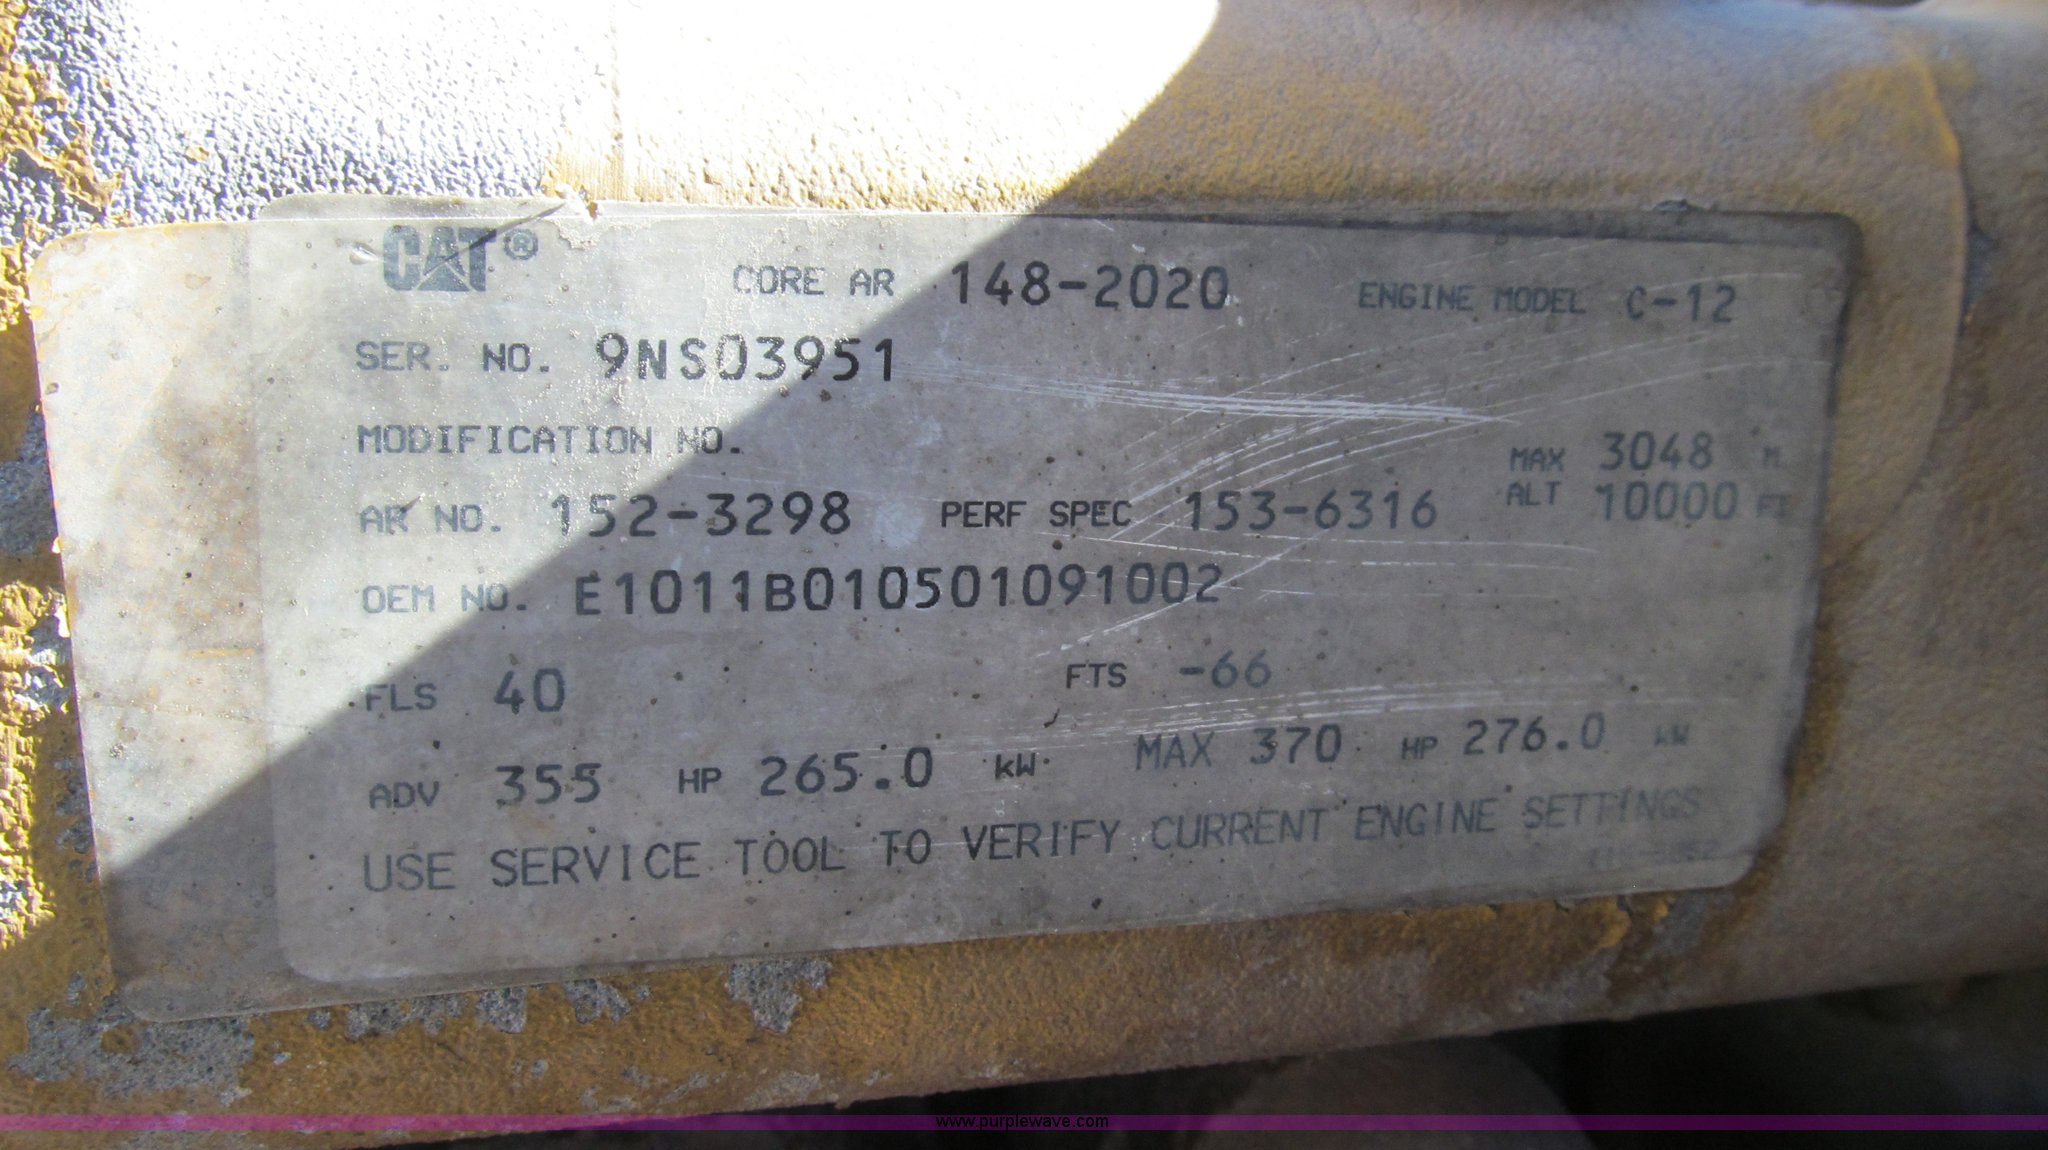 CAT®
CORE AR 148-2020 ENGINE MODEL C-12
SER. NO. 9NS03951
MODIFICATION NO.
MAX 3048 M
AR NO. 152-3298 PERF SPEC 153-6316 ALT 10000 FT
OEM NO. E1011B010501091002
FLS 40 FTS -66
ADV 355 HP 265.0 kW MAX 370 HP 276.0 kW
USE SERVICE TOOL TO VERIFY CURRENT ENGINE SETTINGS
www.purplewave.com